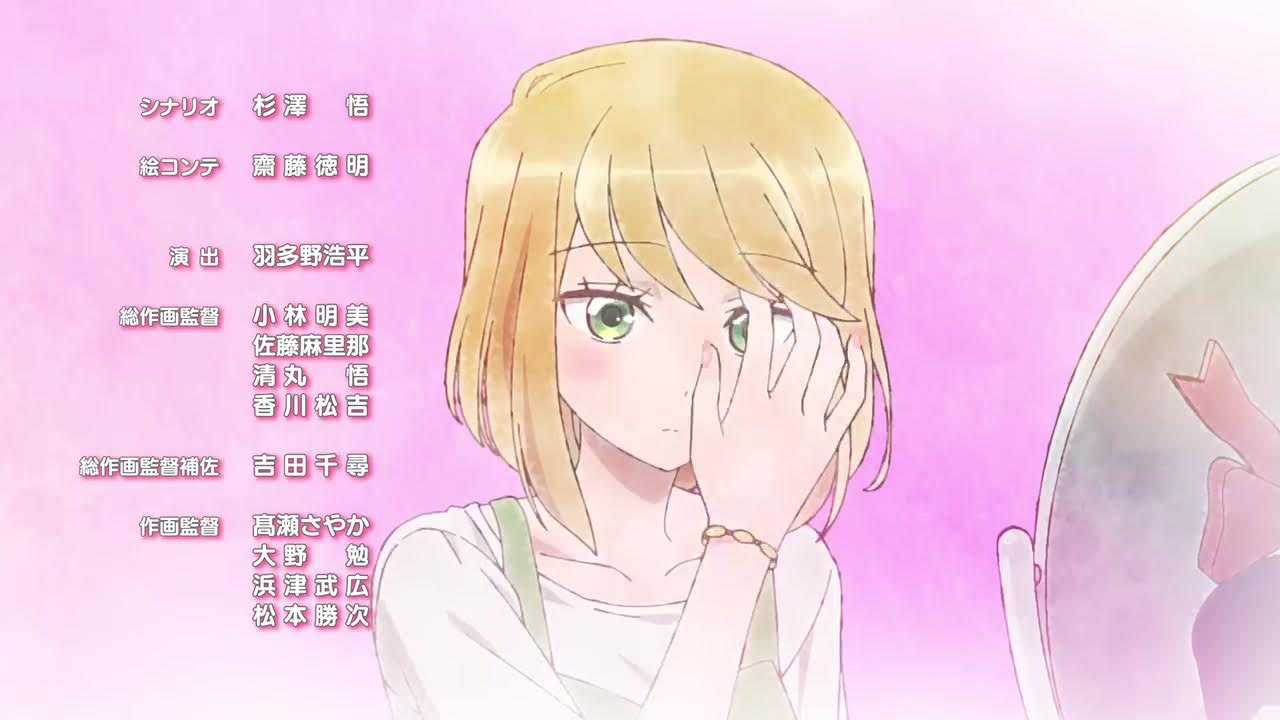 シナリオ 杉澤 悟
絵コンテ 齋藤徳明
演出 羽多野浩平
総作画監督 小林明美
佐藤麻里那
清丸 悟
香川松吉
総作画監督補佐 吉田千尋
作画監督 髙瀬さやか
大野 勉
浜津武広
松本勝次